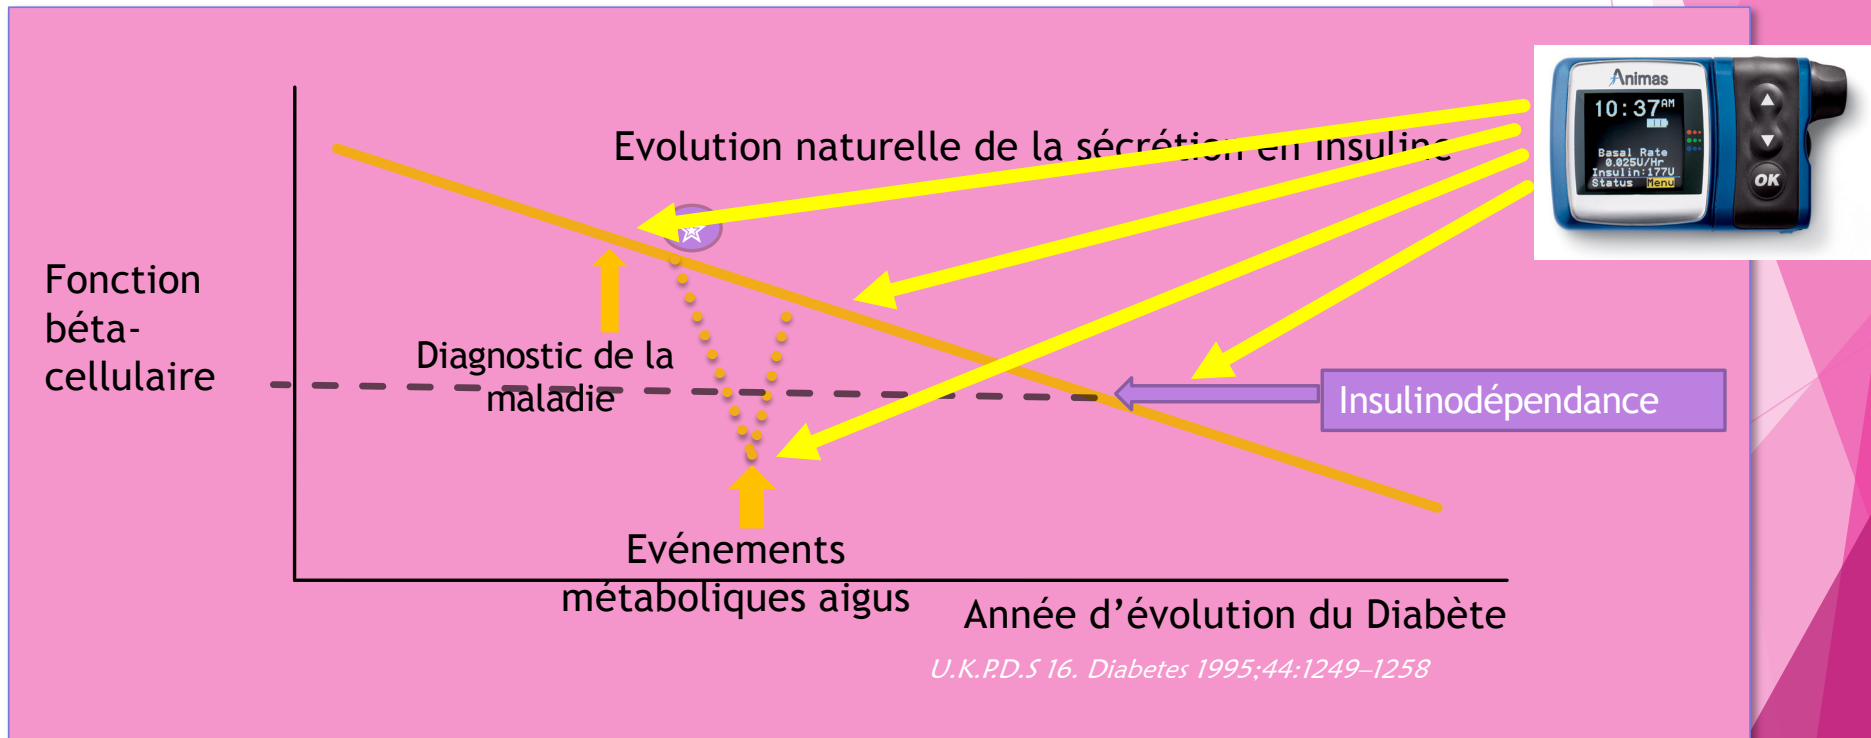 Evolution naturelle de la sécrétion en insuline
Animas
10:37AM
Basal Rate
0.025U/Hr
Insulin:177U
Status Menu
OK
Fonction
béta-
cellulaire
Diagnostic de la
maladie
Insulinodépendance
Evénements
métaboliques aigus
Année d’évolution du Diabète
U.K.P.D.S 16. Diabetes 1995;44:1249–1258